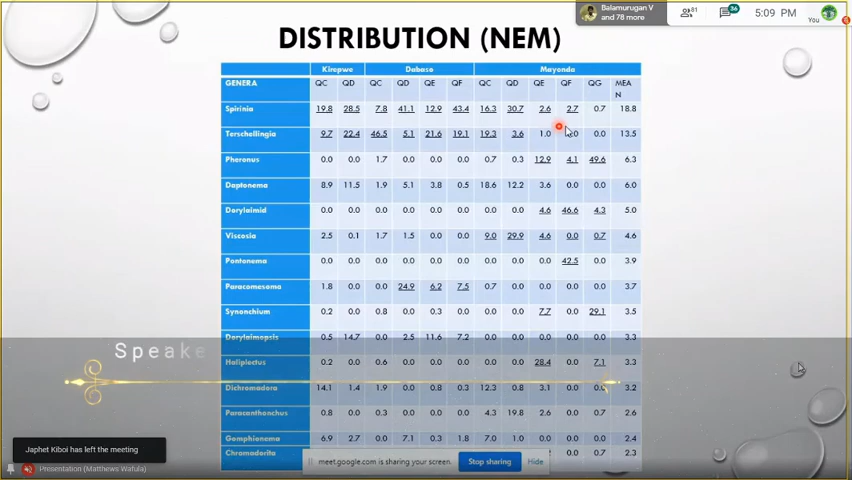 Balamurugan V
and 78 more
81
36
5:09 PM
You
DISTRIBUTION (NEM)
Kirepwe Dabaso Mayonda
GENERA QC QD QC QD QE QF QC QD QE QF QG MEA
N
Spirinia 19.8 28.5 7.8 41.1 12.9 43.4 16.3 30.7 2.6 2.7 0.7 18.8
Terschellingia 9.7 22.4 46.5 5.1 21.6 19.1 19.3 3.6 1.0 0.0 13.5
Pheronus 0.0 0.0 1.7 0.0 0.0 0.0 0.7 0.3 12.9 4.1 49.6 6.3
Daptonema 8.9 11.5 1.9 5.1 3.8 0.5 18.6 12.2 3.6 0.0 0.0 6.0
Dorylaimid 0.0 0.0 0.0 0.0 0.0 0.0 0.0 0.0 4.6 46.6 4.3 5.0
Viscosia 2.5 0.1 1.7 1.5 0.0 0.0 9.0 29.9 4.6 0.0 0.7 4.6
Pontonema 0.0 0.0 0.0 0.0 0.0 0.0 0.0 0.0 0.0 42.5 0.0 3.9
Paracomesoma 1.8 0.0 0.0 24.9 6.2 7.5 0.7 0.0 0.0 0.0 0.0 3.7
Synonchium 0.2 0.0 0.8 0.0 0.3 0.0 0.0 0.0 7.7 0.0 29.1 3.5
Dorylaimopsis 0.5 14.7 0.0 2.5 11.6 7.2 0.0 0.0 0.0 0.0 0.0 3.3
Speake
Haliplectus 0.2 0.0 0.6 0.0 0.0 0.0 0.0 0.0 28.4 0.0 7.1 3.3
Dichromadora 14.1 1.4 1.9 0.0 0.8 0.3 12.3 0.8 3.1 0.0 0.0 3.2
Paracanthonchus 0.8 0.0 0.3 0.0 0.0 0.0 4.3 19.8 2.6 0.0 0.7 2.6
Gomphionema 6.9 2.7 0.0 7.1 0.3 1.8 7.0 1.0 0.0 0.0 0.0 2.4
Chromadorita 0.0 0.7 2.3
Japhet Kiboi has left the meeting
meet.google.com is sharing your screen. Stop sharing Hide
Presentation (Matthews Wafula)